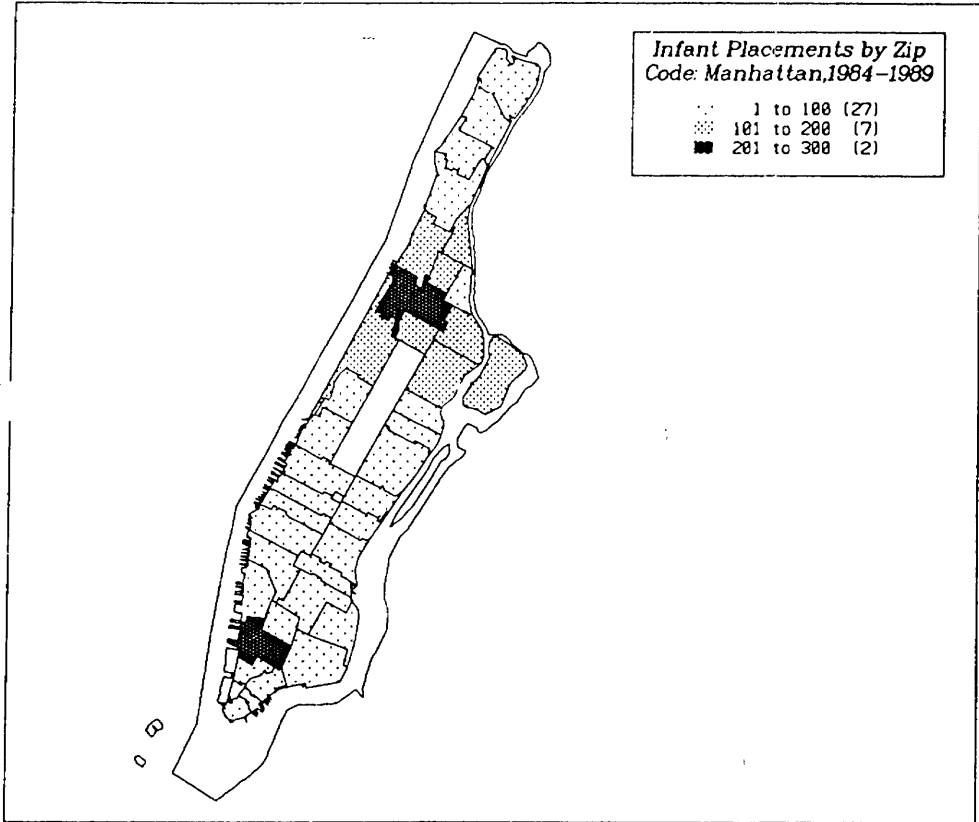 Infant Placements by Zip
Code: Manhattan,1984-1989
1 to 100 (27)
101 to 200 (7)
201 to 300 (2)